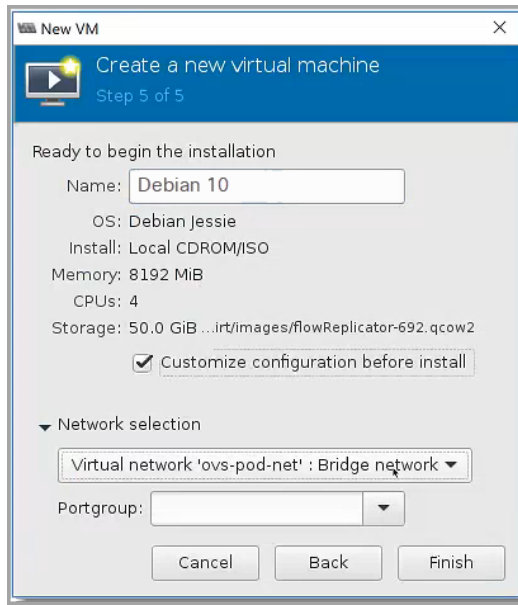 New VM
Create a new virtual machine
Step 5 of 5
Ready to begin the installation
Name: Debian 10
OS: Debian Jessie
Install: Local CDROM/ISO
Memory: 8192 MiB
CPUs: 4
Storage: 50.0 GiB ...irt/images/flowReplicator-692.qcow2
Customize configuration before install
Network selection
Virtual network 'ovs-pod-net' : Bridge network
Portgroup:
Cancel Back Finish